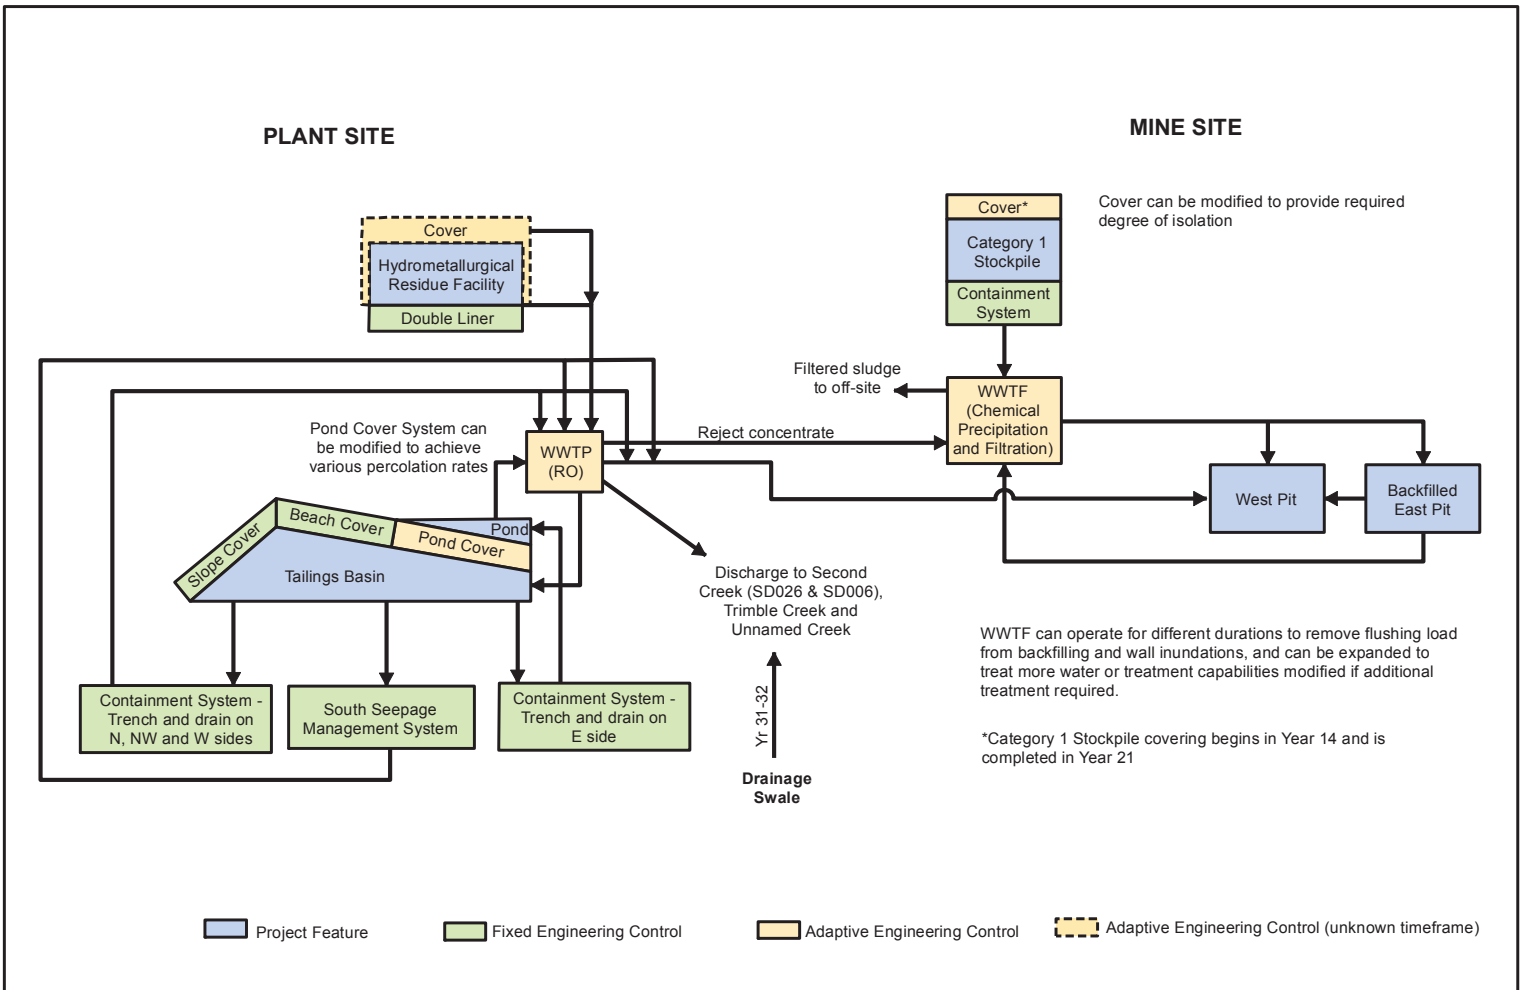 PLANT SITE
MINE SITE
Cover
Hydrometallurgical
Residue Facility
Double Liner
Cover*
Category 1
Stockpile
Containment
System
Cover can be modified to provide required
degree of isolation
Filtered sludge
to off-site
WWTF
(Chemical
Precipitation
and Filtration)
Pond Cover System can
be modified to achieve
various percolation rates
WWTP
(RO)
Reject concentrate
West Pit
Backfilled
East Pit
Slope Cover
Beach Cover
Pond Cover
Pond
Tailings Basin
Discharge to Second
Creek (SD026 & SD006),
Trimble Creek and
Unnamed Creek
Containment System -
Trench and drain on
N, NW and W sides
South Seepage
Management System
Containment System -
Trench and drain on
E side
Yr 31-32
Drainage
Swale
WWTF can operate for different durations to remove flushing load
from backfilling and wall inundations, and can be expanded to
treat more water or treatment capabilities modified if additional
treatment required.
*Category 1 Stockpile covering begins in Year 14 and is
completed in Year 21
Project Feature
Fixed Engineering Control
Adaptive Engineering Control
Adaptive Engineering Control (unknown timeframe)